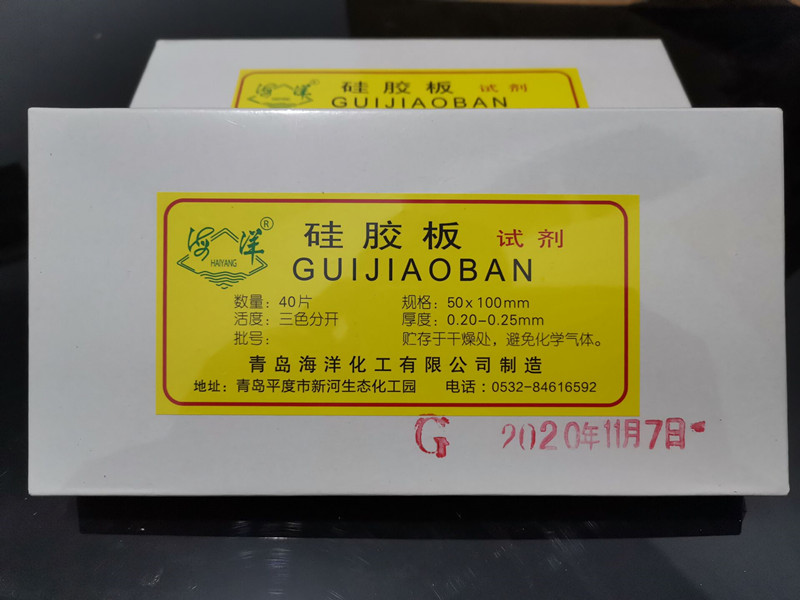 海洋® 硅胶板 试剂
GUIJIAOBAN
海洋® 硅胶板 试剂
HAIYANG GUIJIAOBAN
数量：40片 规格：50×100mm
活度：三色分开 厚度：0.20-0.25mm
批号： 贮存于干燥处，避免化学气体。
青岛海洋化工有限公司制造
地址：青岛平度市新河生态化工园 电话：0532-84616592
G 2020年11月7日